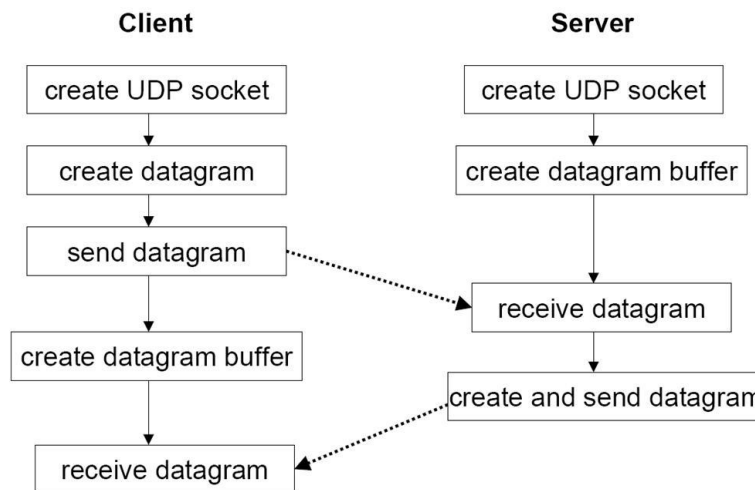 Client
create UDP socket
create datagram
send datagram
create datagram buffer
receive datagram
Server
create UDP socket
create datagram buffer
receive datagram
create and send datagram